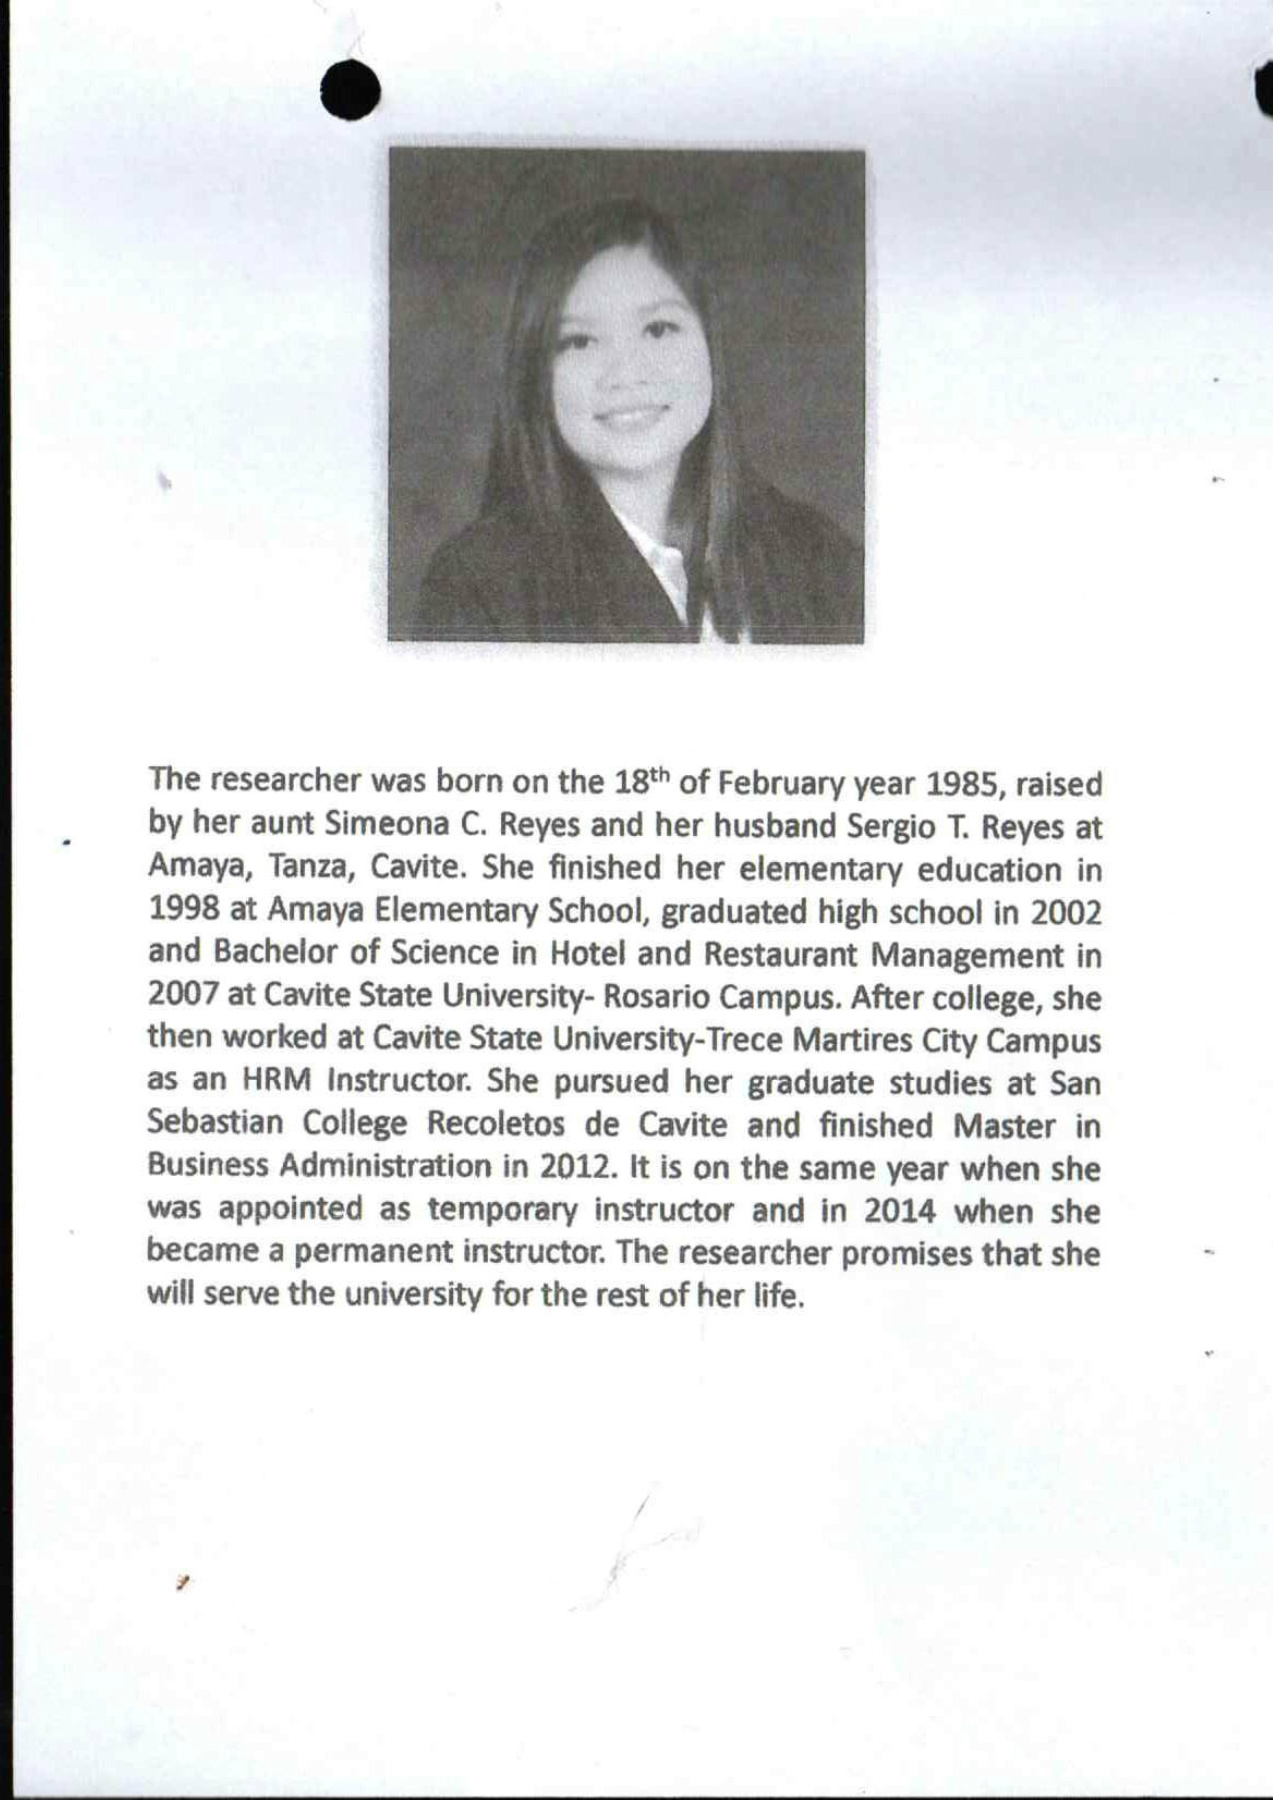 The researcher was born on the 18th of February year 1985, raised
by her aunt Simeona C. Reyes and her husband Sergio T. Reyes at
Amaya, Tanza, Cavite. She finished her elementary education in
1998 at Amaya Elementary School, graduated high school in 2002
and Bachelor of Science in Hotel and Restaurant Management in
2007 at Cavite State University- Rosario Campus. After college, she
then worked at Cavite State University-Trece Martires City Campus
as an HRM Instructor. She pursued her graduate studies at San
Sebastian College Recoletos de Cavite and finished Master in
Business Administration in 2012. It is on the same year when she
was appointed as temporary instructor and in 2014 when she
became a permanent instructor. The researcher promises that she
will serve the university for the rest of her life.